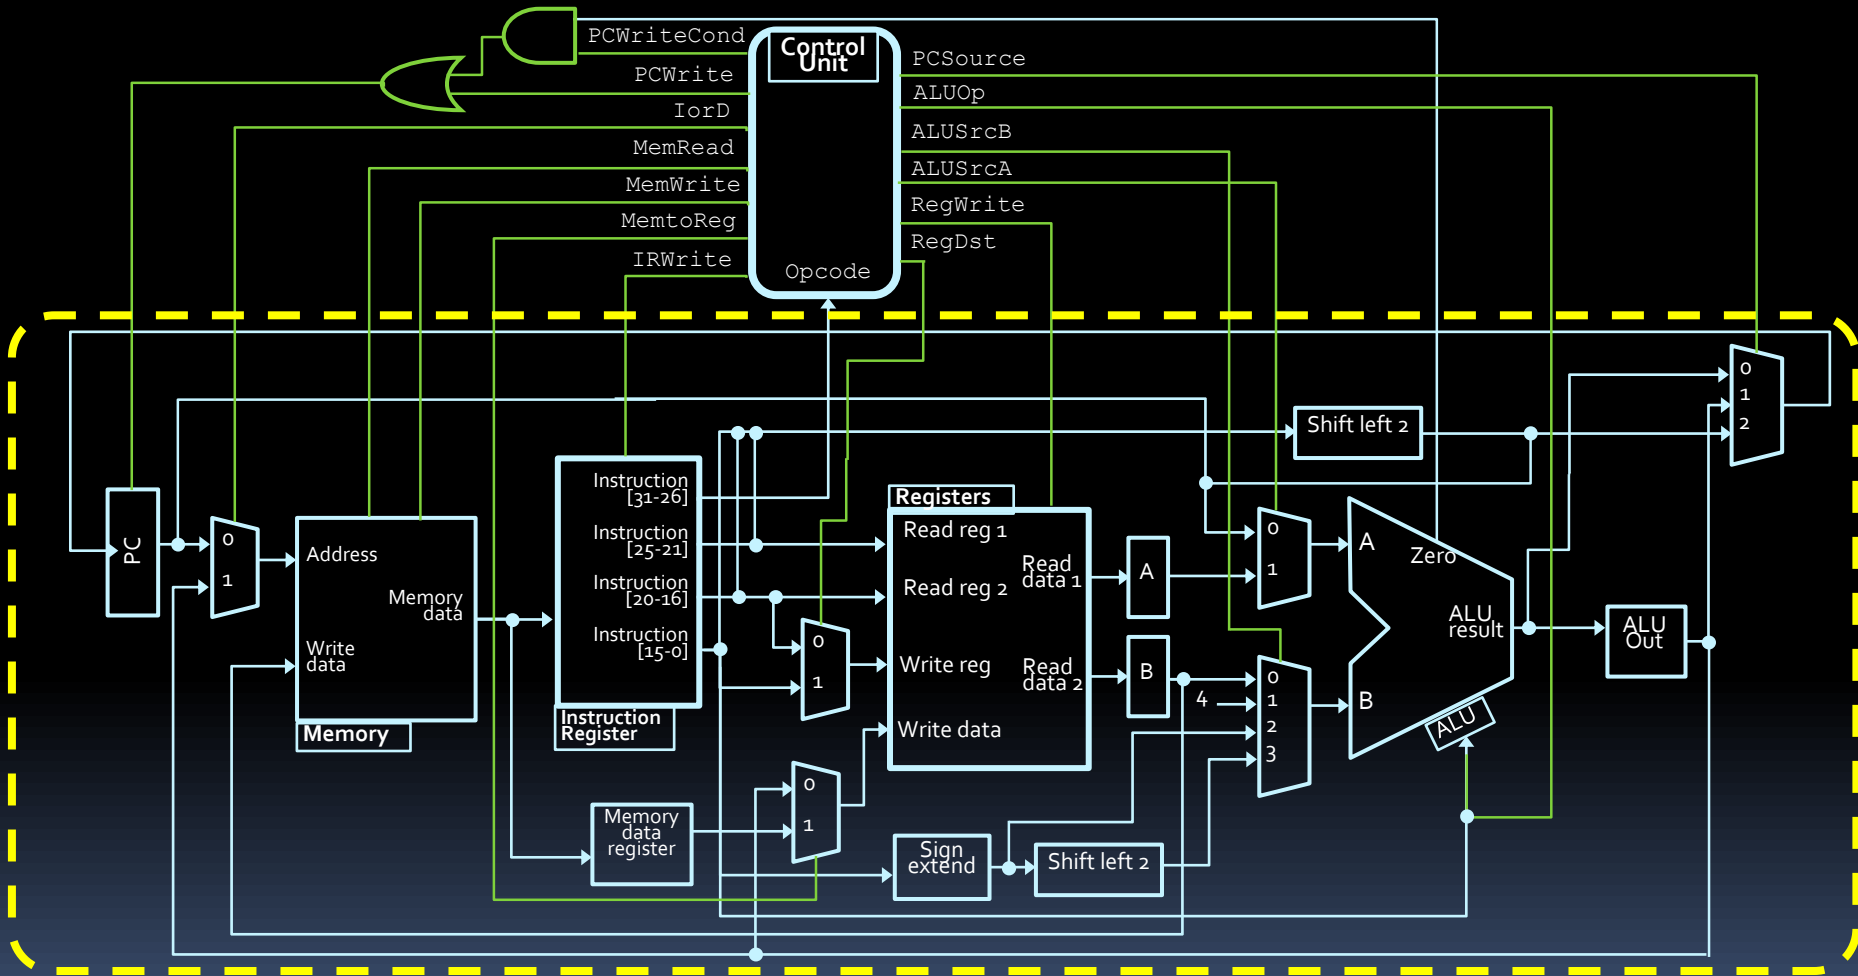 PCWriteCond
PCWrite
IorD
MemRead
MemWrite
MemtoReg
IRWrite
Control
Unit
Opcode
PCSource
ALUOp
ALUSrcB
ALUSrcA
RegWrite
RegDst
PC
0
1
Address
Memory
data
Write
data
Memory
Instruction
[31-26]
Instruction
[25-21]
Instruction
[20-16]
Instruction
[15-0]
Instruction
Register
0
1
Memory
data
register
0
1
Registers
Read reg 1
Read reg 2
Write reg
Write data
Read
data 1
Read
data 2
A
B
4
Sign
extend
Shift left 2
Shift left 2
0
1
0
1
2
3
A
B
Zero
ALU
result
ALU
ALU
Out
0
1
2